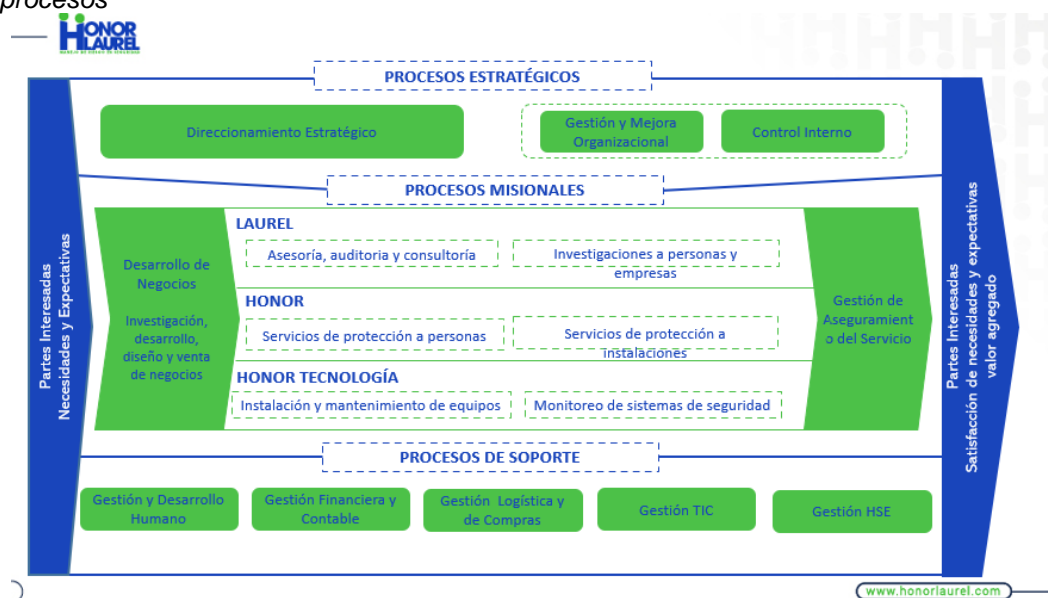 procesos
HONOR
LAUREL
PROCESOS ESTRATÉGICOS
Direccionamiento Estratégico
Gestión y Mejora
Organizacional
Control Interno
PROCESOS MISIONALES
Partes Interesadas
Necesidades y Expectativas
Desarrollo de
Negocios
Investigación,
desarrollo,
diseño y venta
de negocios
LAUREL
Asesoría, auditoria y consultoría
Investigaciones a personas y
empresas
HONOR
Servicios de protección a personas
Servicios de protección a
instalaciones
HONOR TECNOLOGÍA
Instalación y mantenimiento de equipos
Monitoreo de sistemas de seguridad
Gestión de
Aseguramient
o del Servicio
Partes Interesadas
Satisfacción de necesidades y expectativas
valor agregado
PROCESOS DE SOPORTE
Gestión y Desarrollo
Humano
Gestión Financiera y
Contable
Gestión Logística y
de Compras
Gestión TIC
Gestión HSE
www.honorlaurel.com